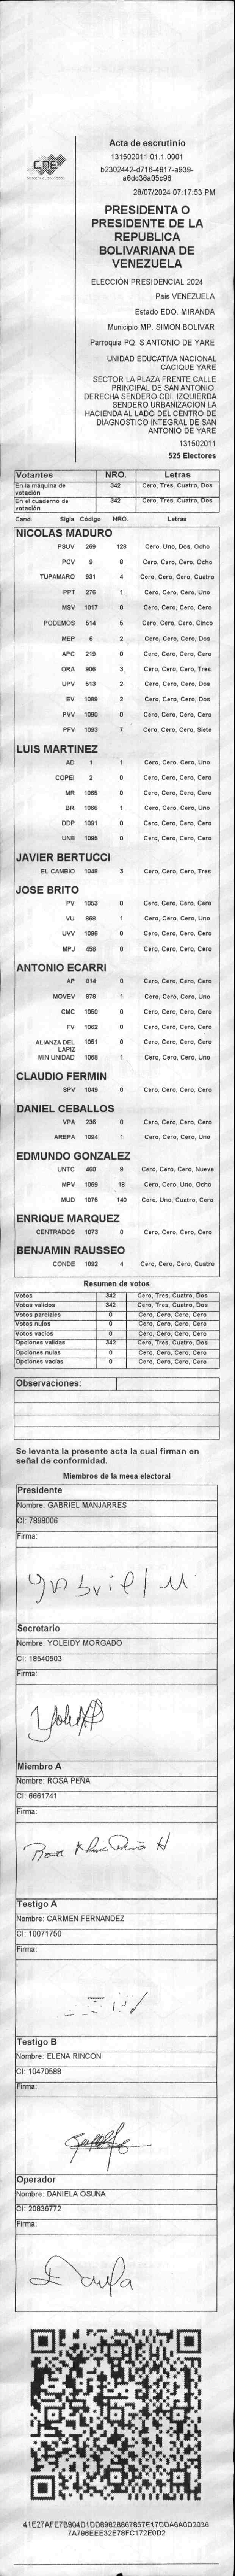 CNE
Acta de escrutinio
131502011.01.1.0001
b2302442-d716-4817-a939-
a6dc36a05c96
28/07/2024 07:17:53 PM
PRESIDENTA O
PRESIDENTE DE LA
REPUBLICA
BOLIVARIANA DE
VENEZUELA
ELECCIÓN PRESIDENCIAL 2024
País VENEZUELA
Estado EDO. MIRANDA
Municipio MP. SIMON BOLIVAR
Parroquia PQ. S ANTONIO DE YARE
UNIDAD EDUCATIVA NACIONAL
CACIQUE YARE
SECTOR LA PLAZA FRENTE CALLE
PRINCIPAL DE SAN ANTONIO.
DERECHA SENDERO CDI. IZQUIERDA
SENDERO URBANIZACION LA
HACIENDA AL LADO DEL CENTRO DE
DIAGNOSTICO INTEGRAL DE SAN
ANTONIO DE YARE
131502011
525 Electores
Votantes NRO. Letras
En la máquina de votación 342 Cero, Tres, Cuatro, Dos
En el cuaderno de votación 342 Cero, Tres, Cuatro, Dos
Cand. Sigla Código NRO. Letras
NICOLAS MADURO
PSUV 269 128 Cero, Uno, Dos, Ocho
PCV 9 8 Cero, Cero, Cero, Ocho
TUPAMARO 931 4 Cero, Cero, Cero, Cuatro
PPT 276 1 Cero, Cero, Cero, Uno
MSV 1017 0 Cero, Cero, Cero, Cero
PODEMOS 514 5 Cero, Cero, Cero, Cinco
MEP 6 2 Cero, Cero, Cero, Dos
APC 219 0 Cero, Cero, Cero, Cero
ORA 906 3 Cero, Cero, Cero, Tres
UPV 513 2 Cero, Cero, Cero, Dos
EV 1089 2 Cero, Cero, Cero, Dos
PVV 1090 0 Cero, Cero, Cero, Cero
PFV 1093 7 Cero, Cero, Cero, Siete
LUIS MARTINEZ
AD 1 1 Cero, Cero, Cero, Uno
COPEI 2 0 Cero, Cero, Cero, Cero
MR 1065 0 Cero, Cero, Cero, Cero
BR 1066 1 Cero, Cero, Cero, Uno
DDP 1091 0 Cero, Cero, Cero, Cero
UNE 1095 0 Cero, Cero, Cero, Cero
JAVIER BERTUCCI
EL CAMBIO 1048 3 Cero, Cero, Cero, Tres
JOSE BRITO
PV 1053 0 Cero, Cero, Cero, Cero
VU 868 1 Cero, Cero, Cero, Uno
UVV 1096 0 Cero, Cero, Cero, Cero
MPJ 458 0 Cero, Cero, Cero, Cero
ANTONIO ECARRI
AP 814 0 Cero, Cero, Cero, Cero
MOVEV 878 1 Cero, Cero, Cero, Uno
CMC 1050 0 Cero, Cero, Cero, Cero
FV 1062 0 Cero, Cero, Cero, Cero
ALIANZA DEL LAPIZ 1051 0 Cero, Cero, Cero, Cero
MIN UNIDAD 1068 1 Cero, Cero, Cero, Uno
CLAUDIO FERMIN
SPV 1049 0 Cero, Cero, Cero, Cero
DANIEL CEBALLOS
VPA 236 0 Cero, Cero, Cero, Cero
AREPA 1094 1 Cero, Cero, Cero, Uno
EDMUNDO GONZALEZ
UNTC 460 9 Cero, Cero, Cero, Nueve
MPV 1069 18 Cero, Cero, Uno, Ocho
MUD 1076 140 Cero, Uno, Cuatro, Cero
ENRIQUE MARQUEZ
CENTRADOS 1073 0 Cero, Cero, Cero, Cero
BENJAMIN RAUSSEO
CONDE 1092 4 Cero, Cero, Cero, Cuatro
Resumen de votos
Votos 342 Cero, Tres, Cuatro, Dos
Votos validos 342 Cero, Tres, Cuatro, Dos
Votos parciales 0 Cero, Cero, Cero, Cero
Votos nulos 0 Cero, Cero, Cero, Cero
Votos vacios 0 Cero, Cero, Cero, Cero
Opciones validas 342 Cero, Tres, Cuatro, Dos
Opciones nulas 0 Cero, Cero, Cero, Cero
Opciones vacias 0 Cero, Cero, Cero, Cero
Observaciones:
Se levanta la presente acta la cual firman en
señal de conformidad.
Miembros de la mesa electoral
Presidente
Nombre: GABRIEL MANJARRES
CI: 7898006
Firma:
Gabriel M
Secretario
Nombre: YOLEIDY MORGADO
CI: 18540503
Firma:
Miembro A
Nombre: ROSA PEÑA
CI: 6661741
Firma:
Testigo A
Nombre: CARMEN FERNANDEZ
CI: 10071750
Firma:
Testigo B
Nombre: ELENA RINCON
CI: 10470588
Firma:
Operador
Nombre: DANIELA OSUNA
CI: 20836772
Firma: